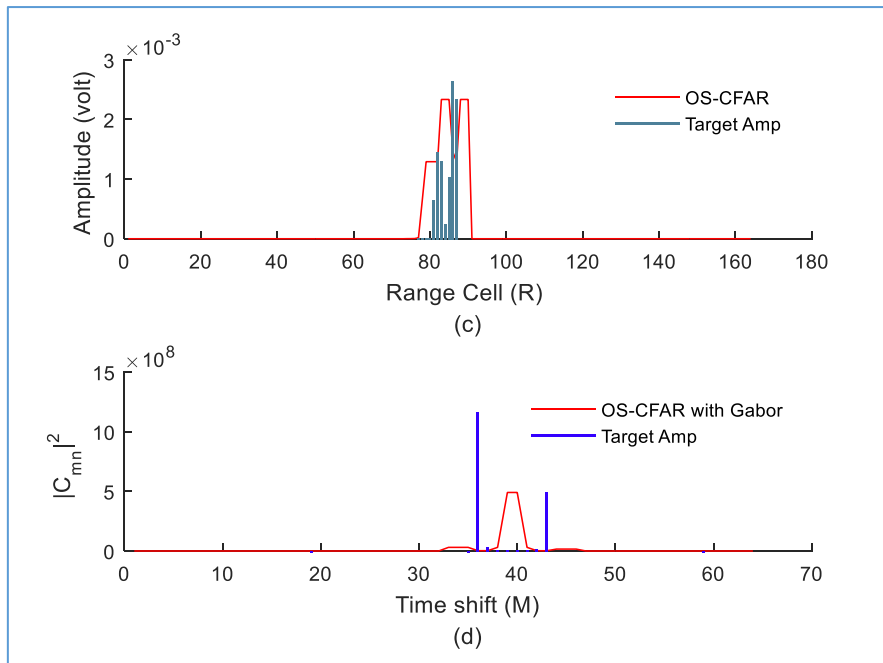 × 10⁻³
3
2
1
0
Amplitude (volt)
OS-CFAR
Target Amp
0 20 40 60 80 100 120 140 160 180
Range Cell (R)
(c)
× 10⁸
15
10
5
0
|Cₘₙ|²
OS-CFAR with Gabor
Target Amp
0 10 20 30 40 50 60 70
Time shift (M)
(d)